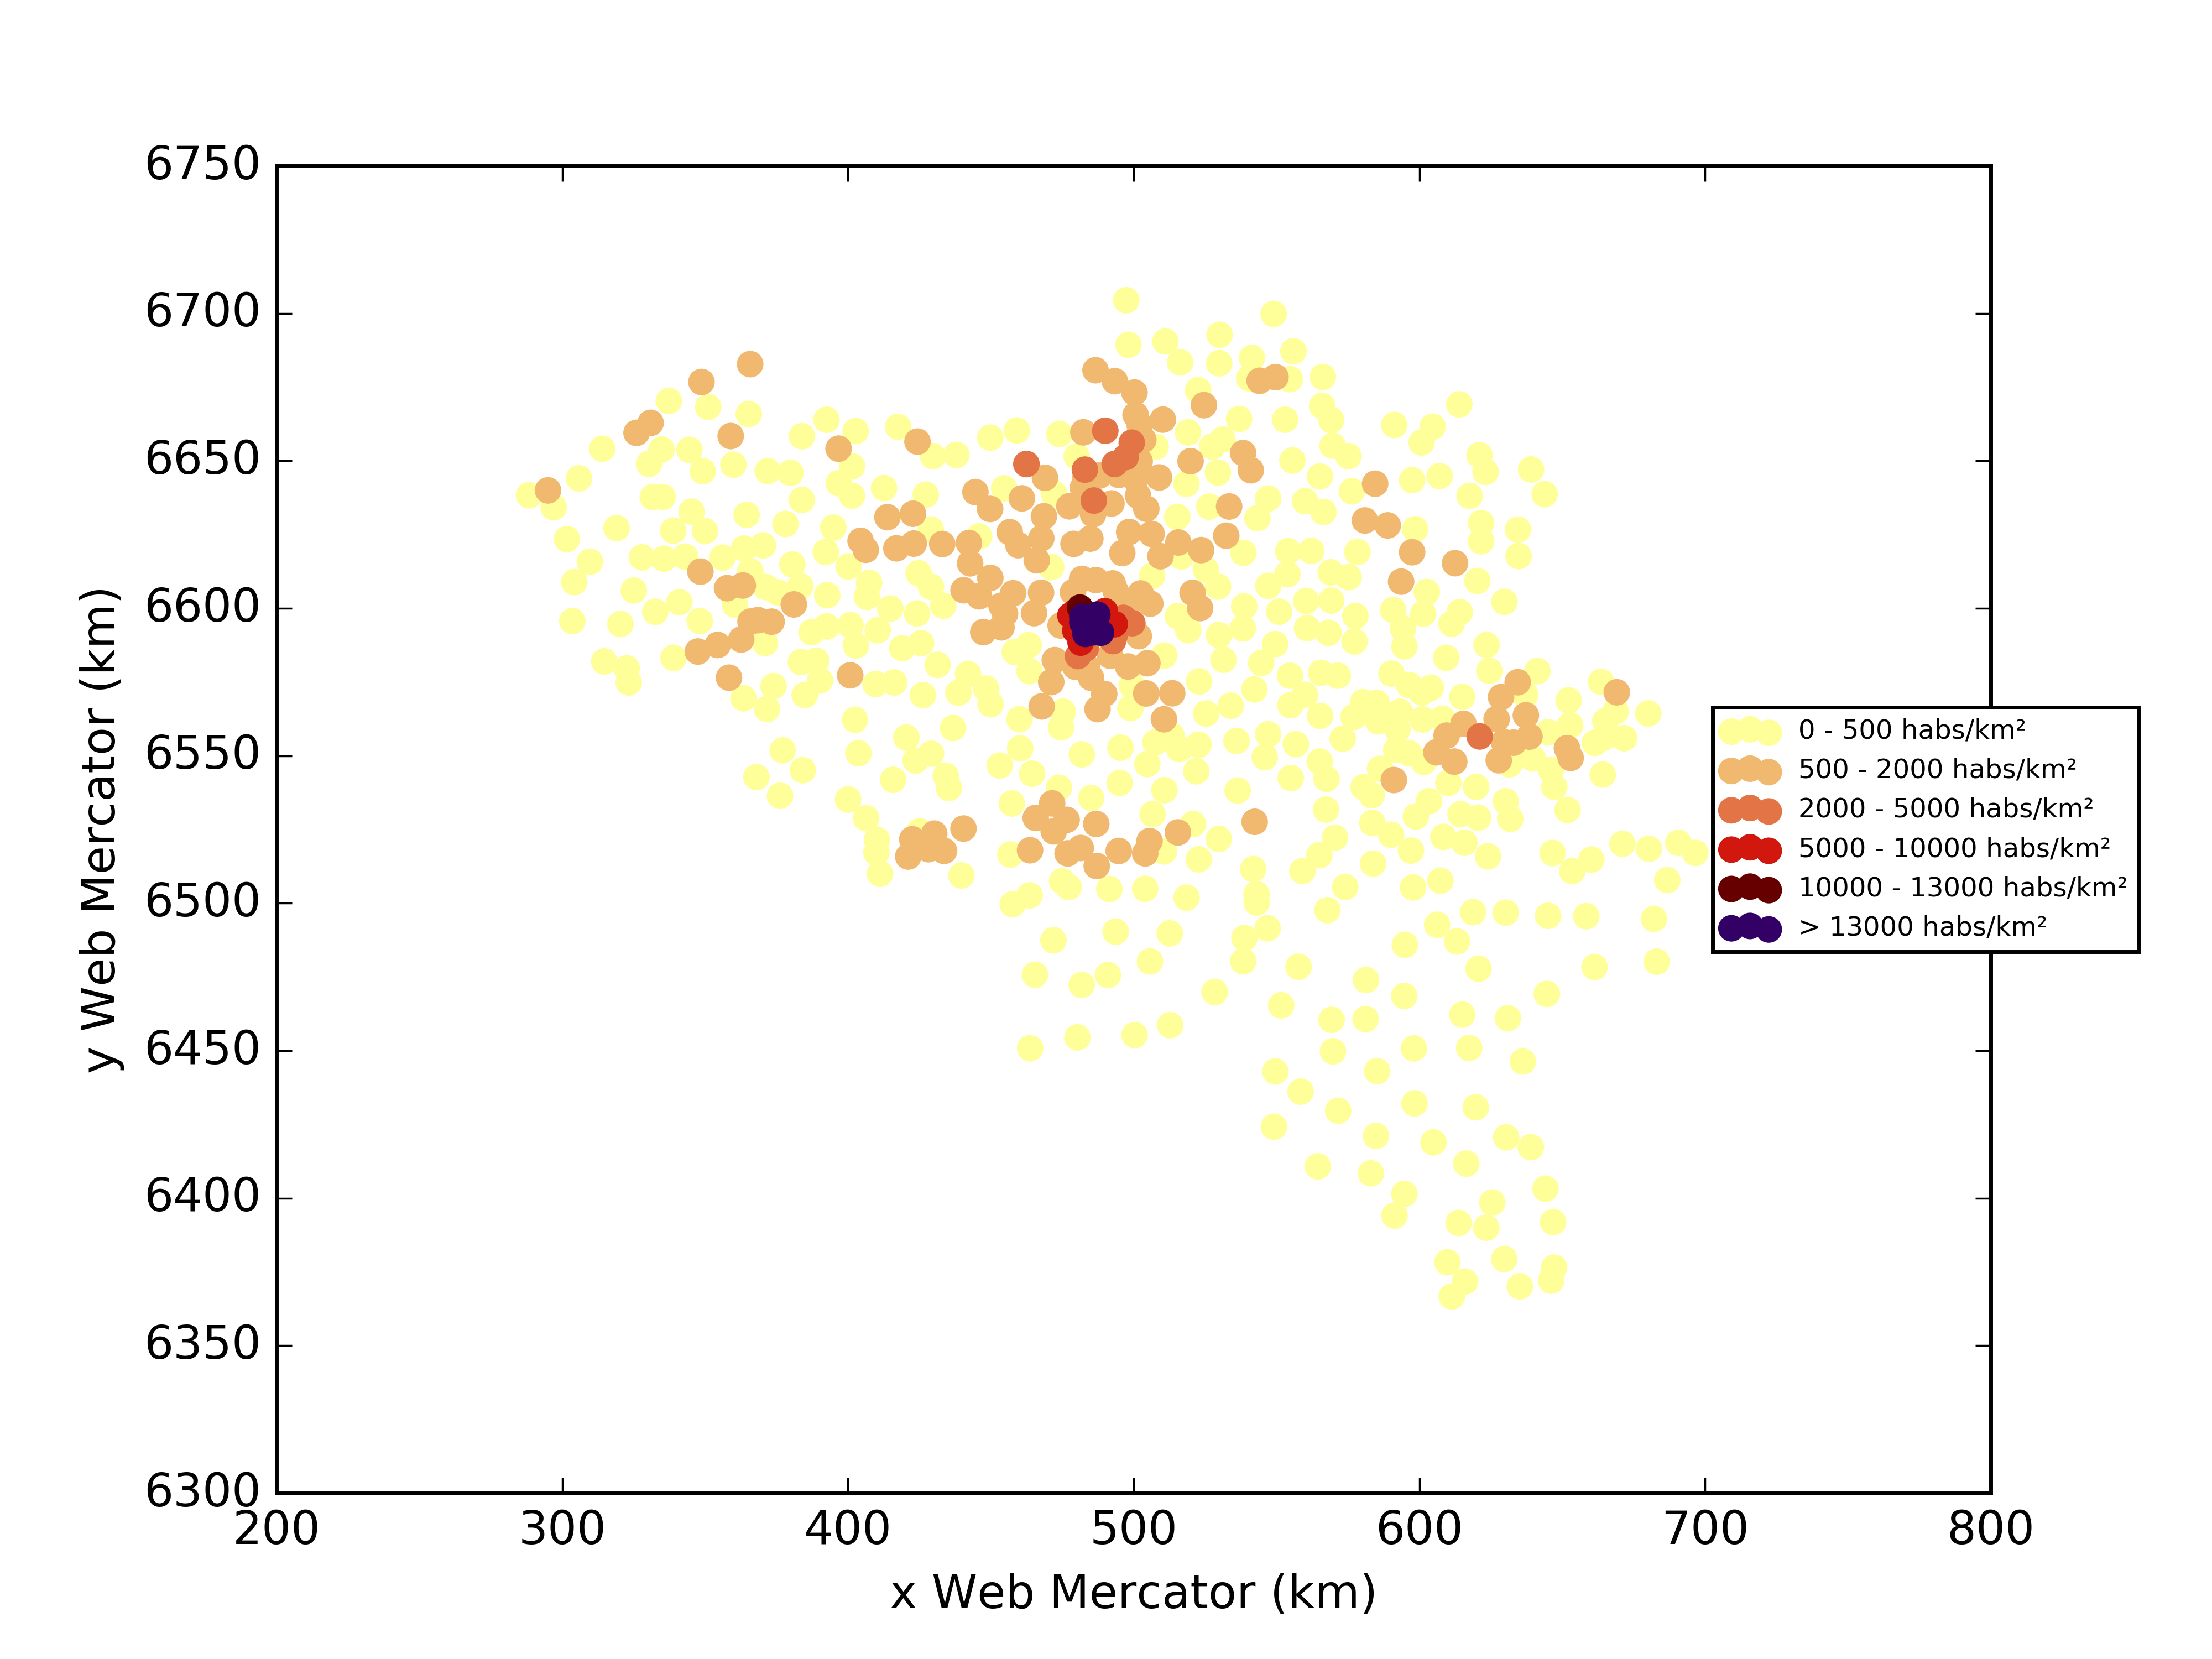 6750
6700
6650
6600
6550
6500
6450
6400
6350
6300
y Web Mercator (km)
0 - 500 habs/km²
500 - 2000 habs/km²
2000 - 5000 habs/km²
5000 - 10000 habs/km²
10000 - 13000 habs/km²
> 13000 habs/km²
200 300 400 500 600 700 800
x Web Mercator (km)